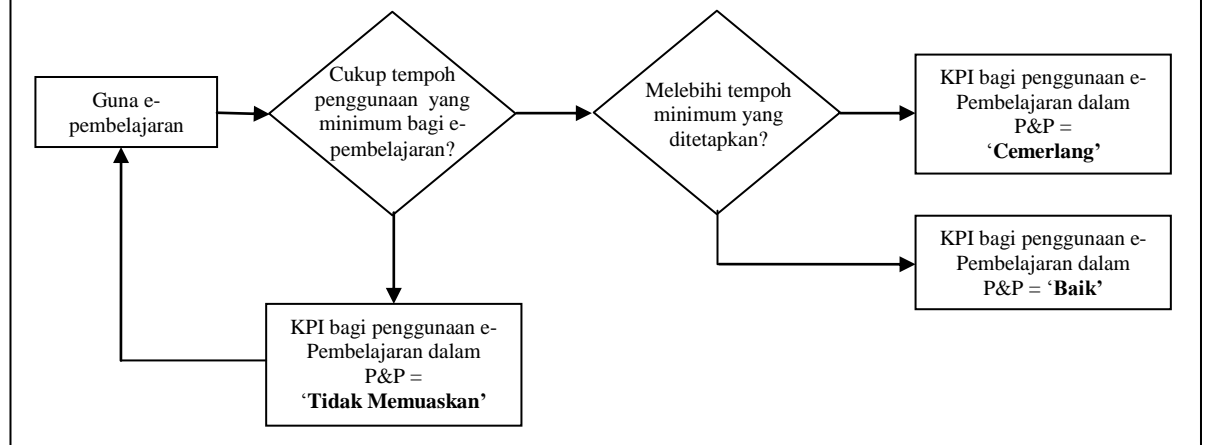 Guna e-
pembelajaran
Cukup tempoh
penggunaan yang
minimum bagi e-
pembelajaran?
Melebihi tempoh
minimum yang
ditetapkan?
KPI bagi penggunaan e-
Pembelajaran dalam
P&P =
‘Cemerlang’
KPI bagi penggunaan e-
Pembelajaran dalam
P&P = ‘Baik’
KPI bagi penggunaan e-
Pembelajaran dalam
P&P =
‘Tidak Memuaskan’